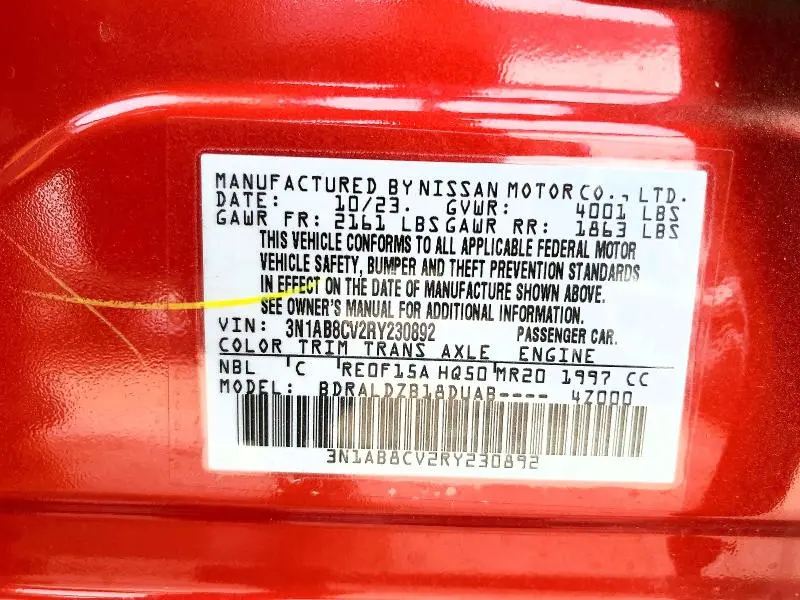 MANUFACTURED BY NISSAN MOTOR CO., LTD.
DATE: 10/23. GVWR: 4001 LBS
GAWR FR: 2161 LBS GAWR RR: 1863 LBS
THIS VEHICLE CONFORMS TO ALL APPLICABLE FEDERAL MOTOR
VEHICLE SAFETY, BUMPER AND THEFT PREVENTION STANDARDS
IN EFFECT ON THE DATE OF MANUFACTURE SHOWN ABOVE.
SEE OWNER'S MANUAL FOR ADDITIONAL INFORMATION.
VIN: 3N1AB8CV2RY230892 PASSENGER CAR.
COLOR TRIM TRANS AXLE ENGINE
NBL C RE0F15A HQ50 MR20 1997 CC
MODEL: BDRALDZB18DUAB---- 4Z000
3N1AB8CV2RY230892